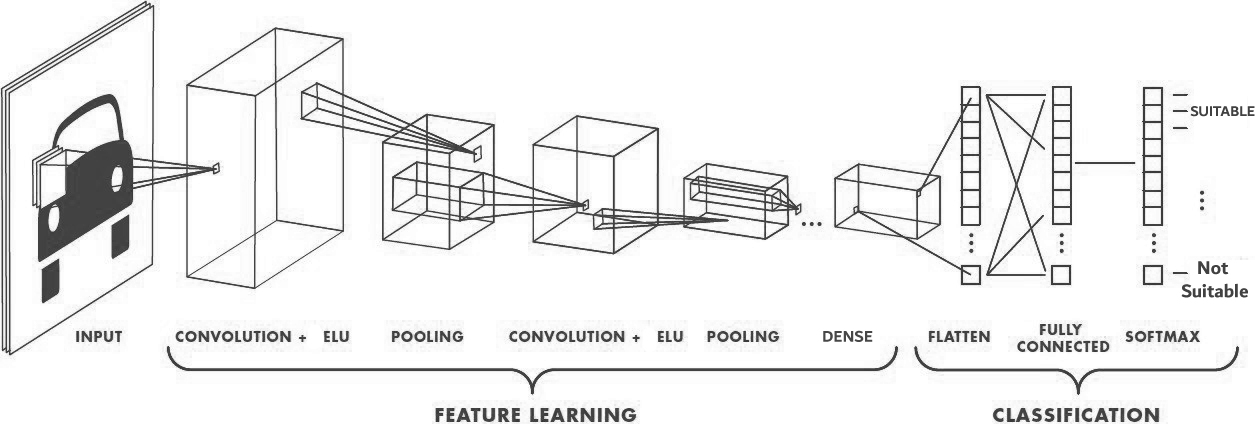 SUITABLE
Not
Suitable
INPUT
CONVOLUTION + ELU
POOLING
CONVOLUTION + ELU
POOLING
DENSE
FLATTEN
FULLY
CONNECTED
SOFTMAX
FEATURE LEARNING
CLASSIFICATION